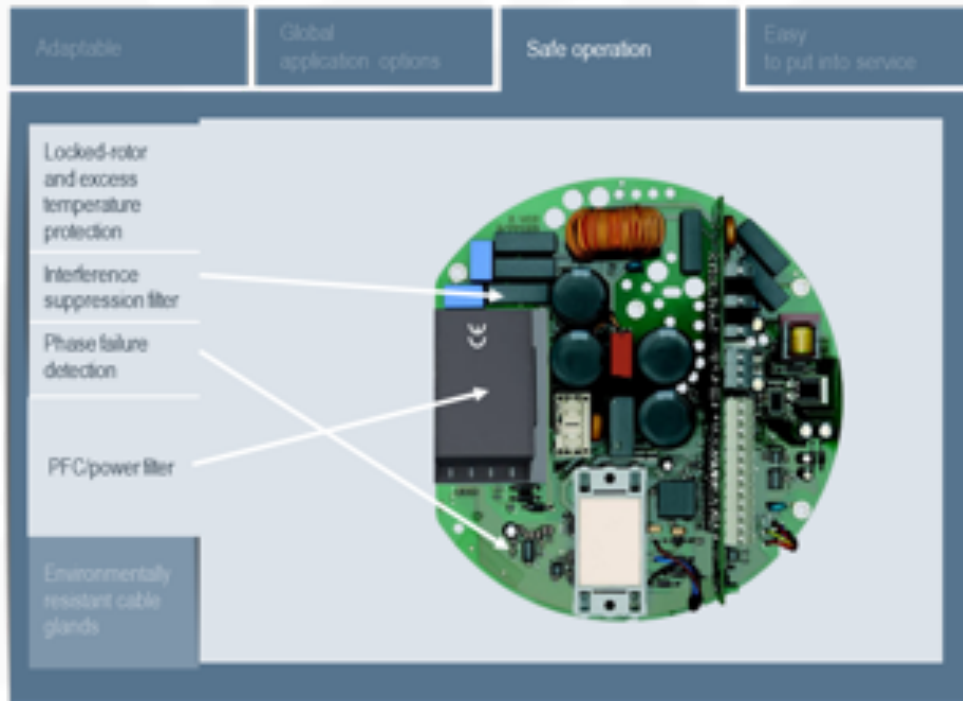 Adaptable
Global
application options
Safe operation
Easy
to put into service
Locked-rotor
and excess
temperature
protection
Interference
suppression filter
Phase failure
detection
PFC/power filter
Environmentally
resistant cable
glands
CE